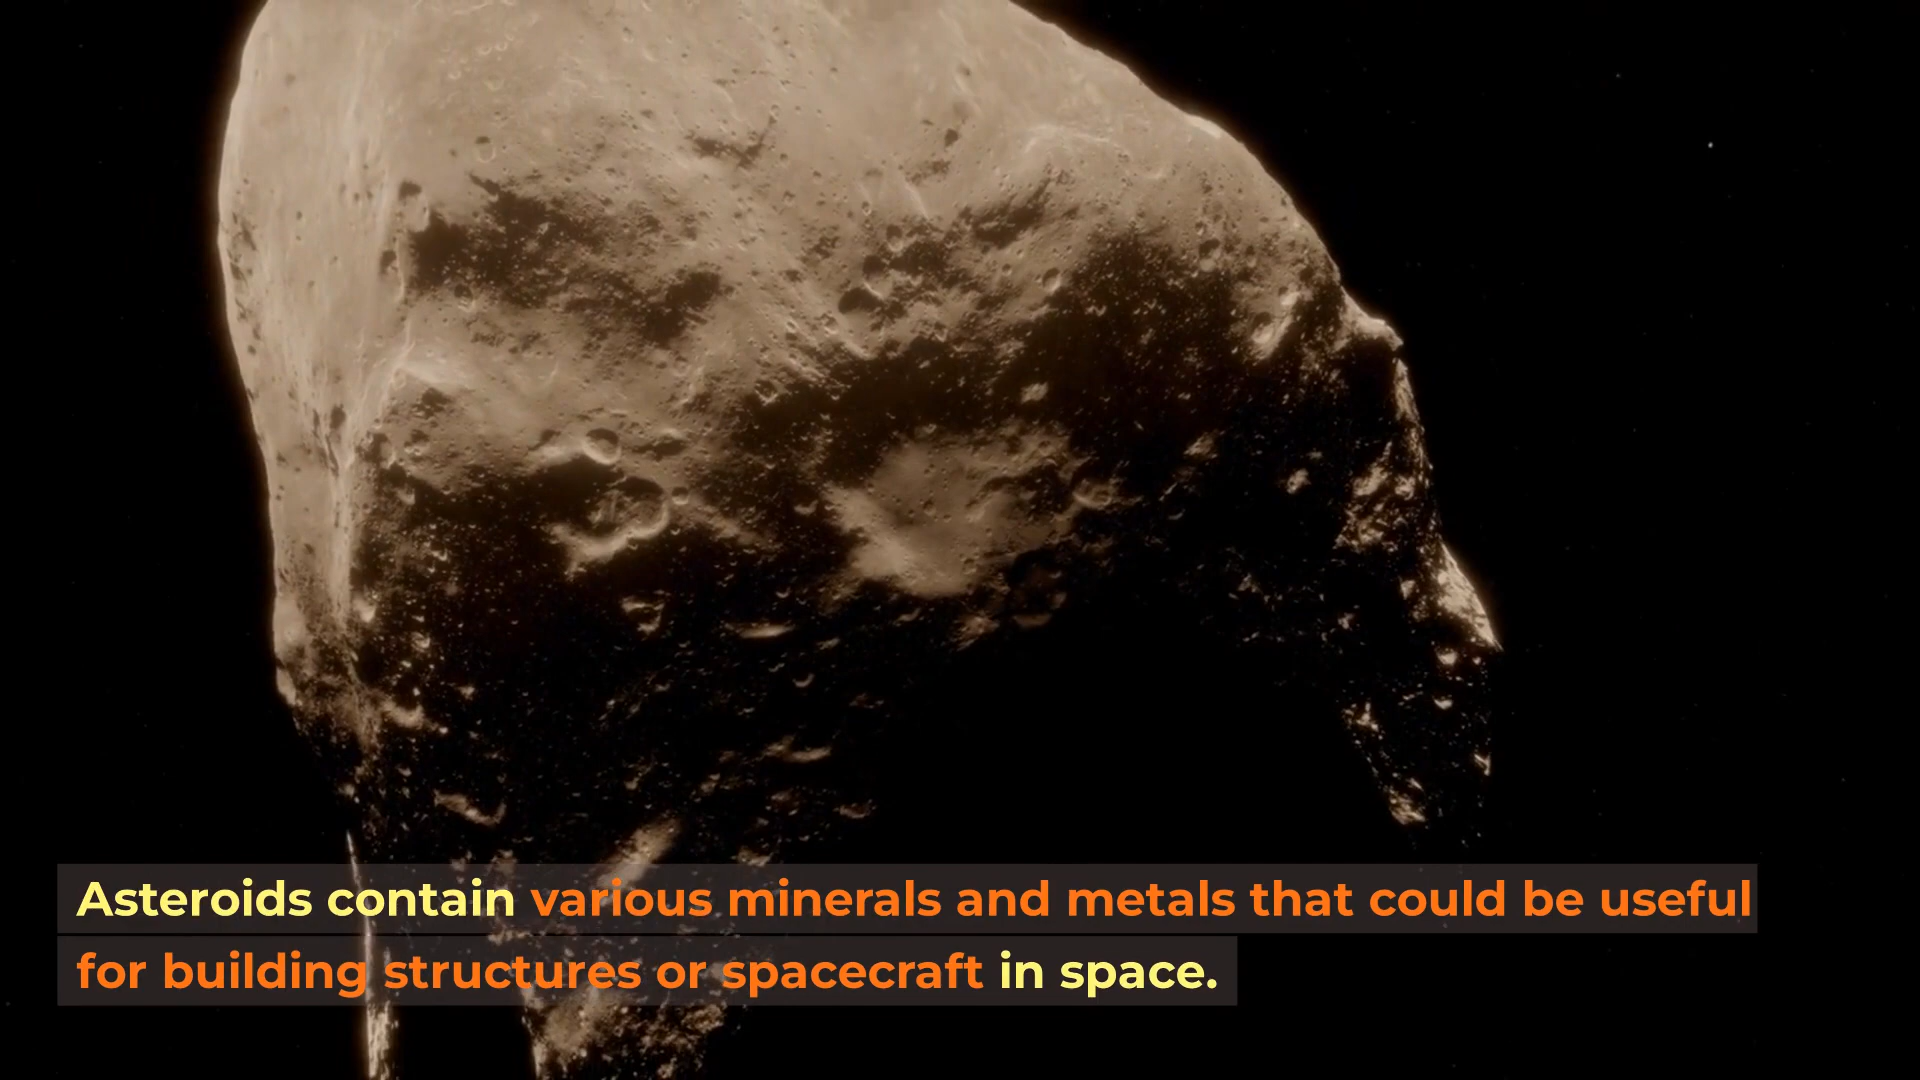 Asteroids contain various minerals and metals that could be useful
for building structures or spacecraft in space.